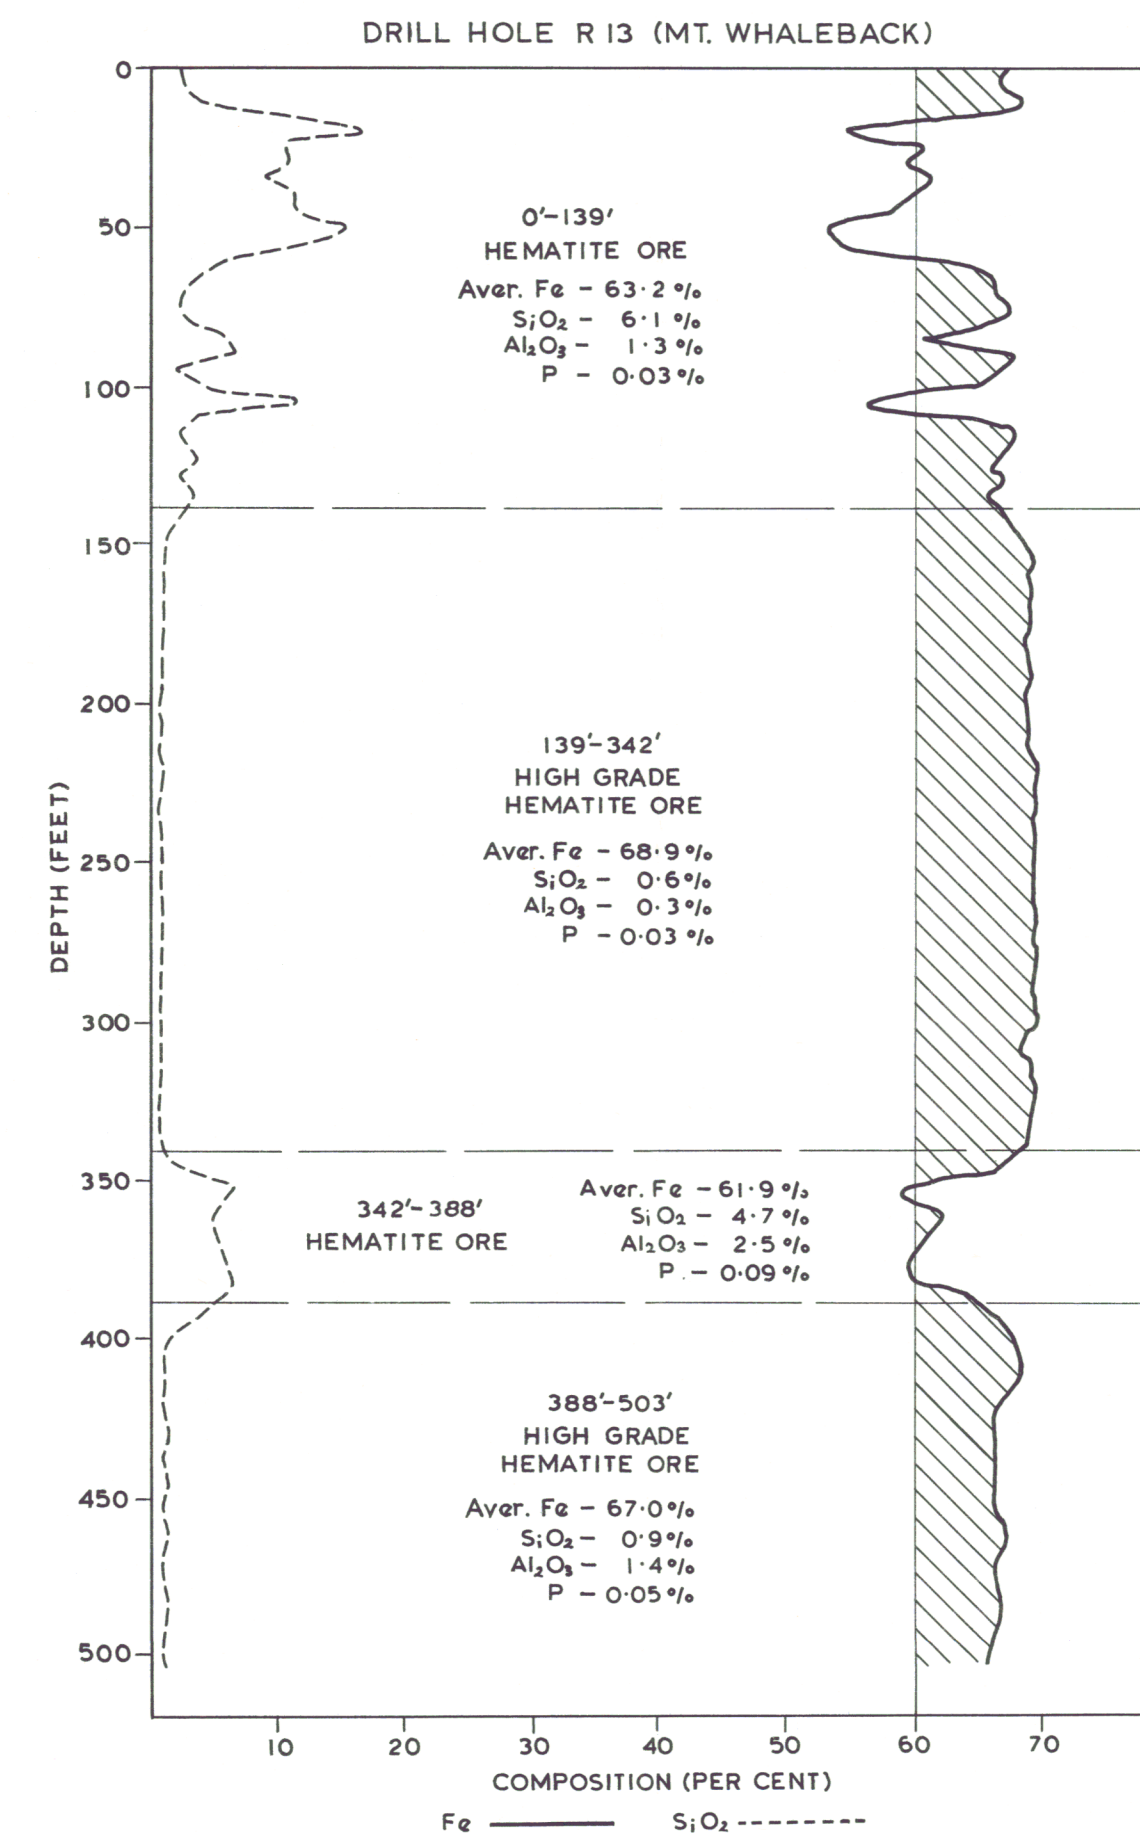 DRILL HOLE R 13 (MT. WHALEBACK)
0
50
100
150
200
250
300
350
400
450
500
DEPTH (FEET)
0'–139'
HEMATITE ORE
Aver. Fe – 63·2 %
SiO₂ – 6·1 %
Al₂O₃ – 1·3 %
P – 0·03 %
139'–342'
HIGH GRADE
HEMATITE ORE
Aver. Fe – 68·9 %
SiO₂ – 0·6 %
Al₂O₃ – 0·3 %
P – 0·03 %
342'–388'
HEMATITE ORE
Aver. Fe – 61·9 %
SiO₂ – 4·7 %
Al₂O₃ – 2·5 %
P – 0·09 %
388'–503'
HIGH GRADE
HEMATITE ORE
Aver. Fe – 67·0 %
SiO₂ – 0·9 %
Al₂O₃ – 1·4 %
P – 0·05 %
10 20 30 40 50 60 70
COMPOSITION (PER CENT)
Fe SiO₂